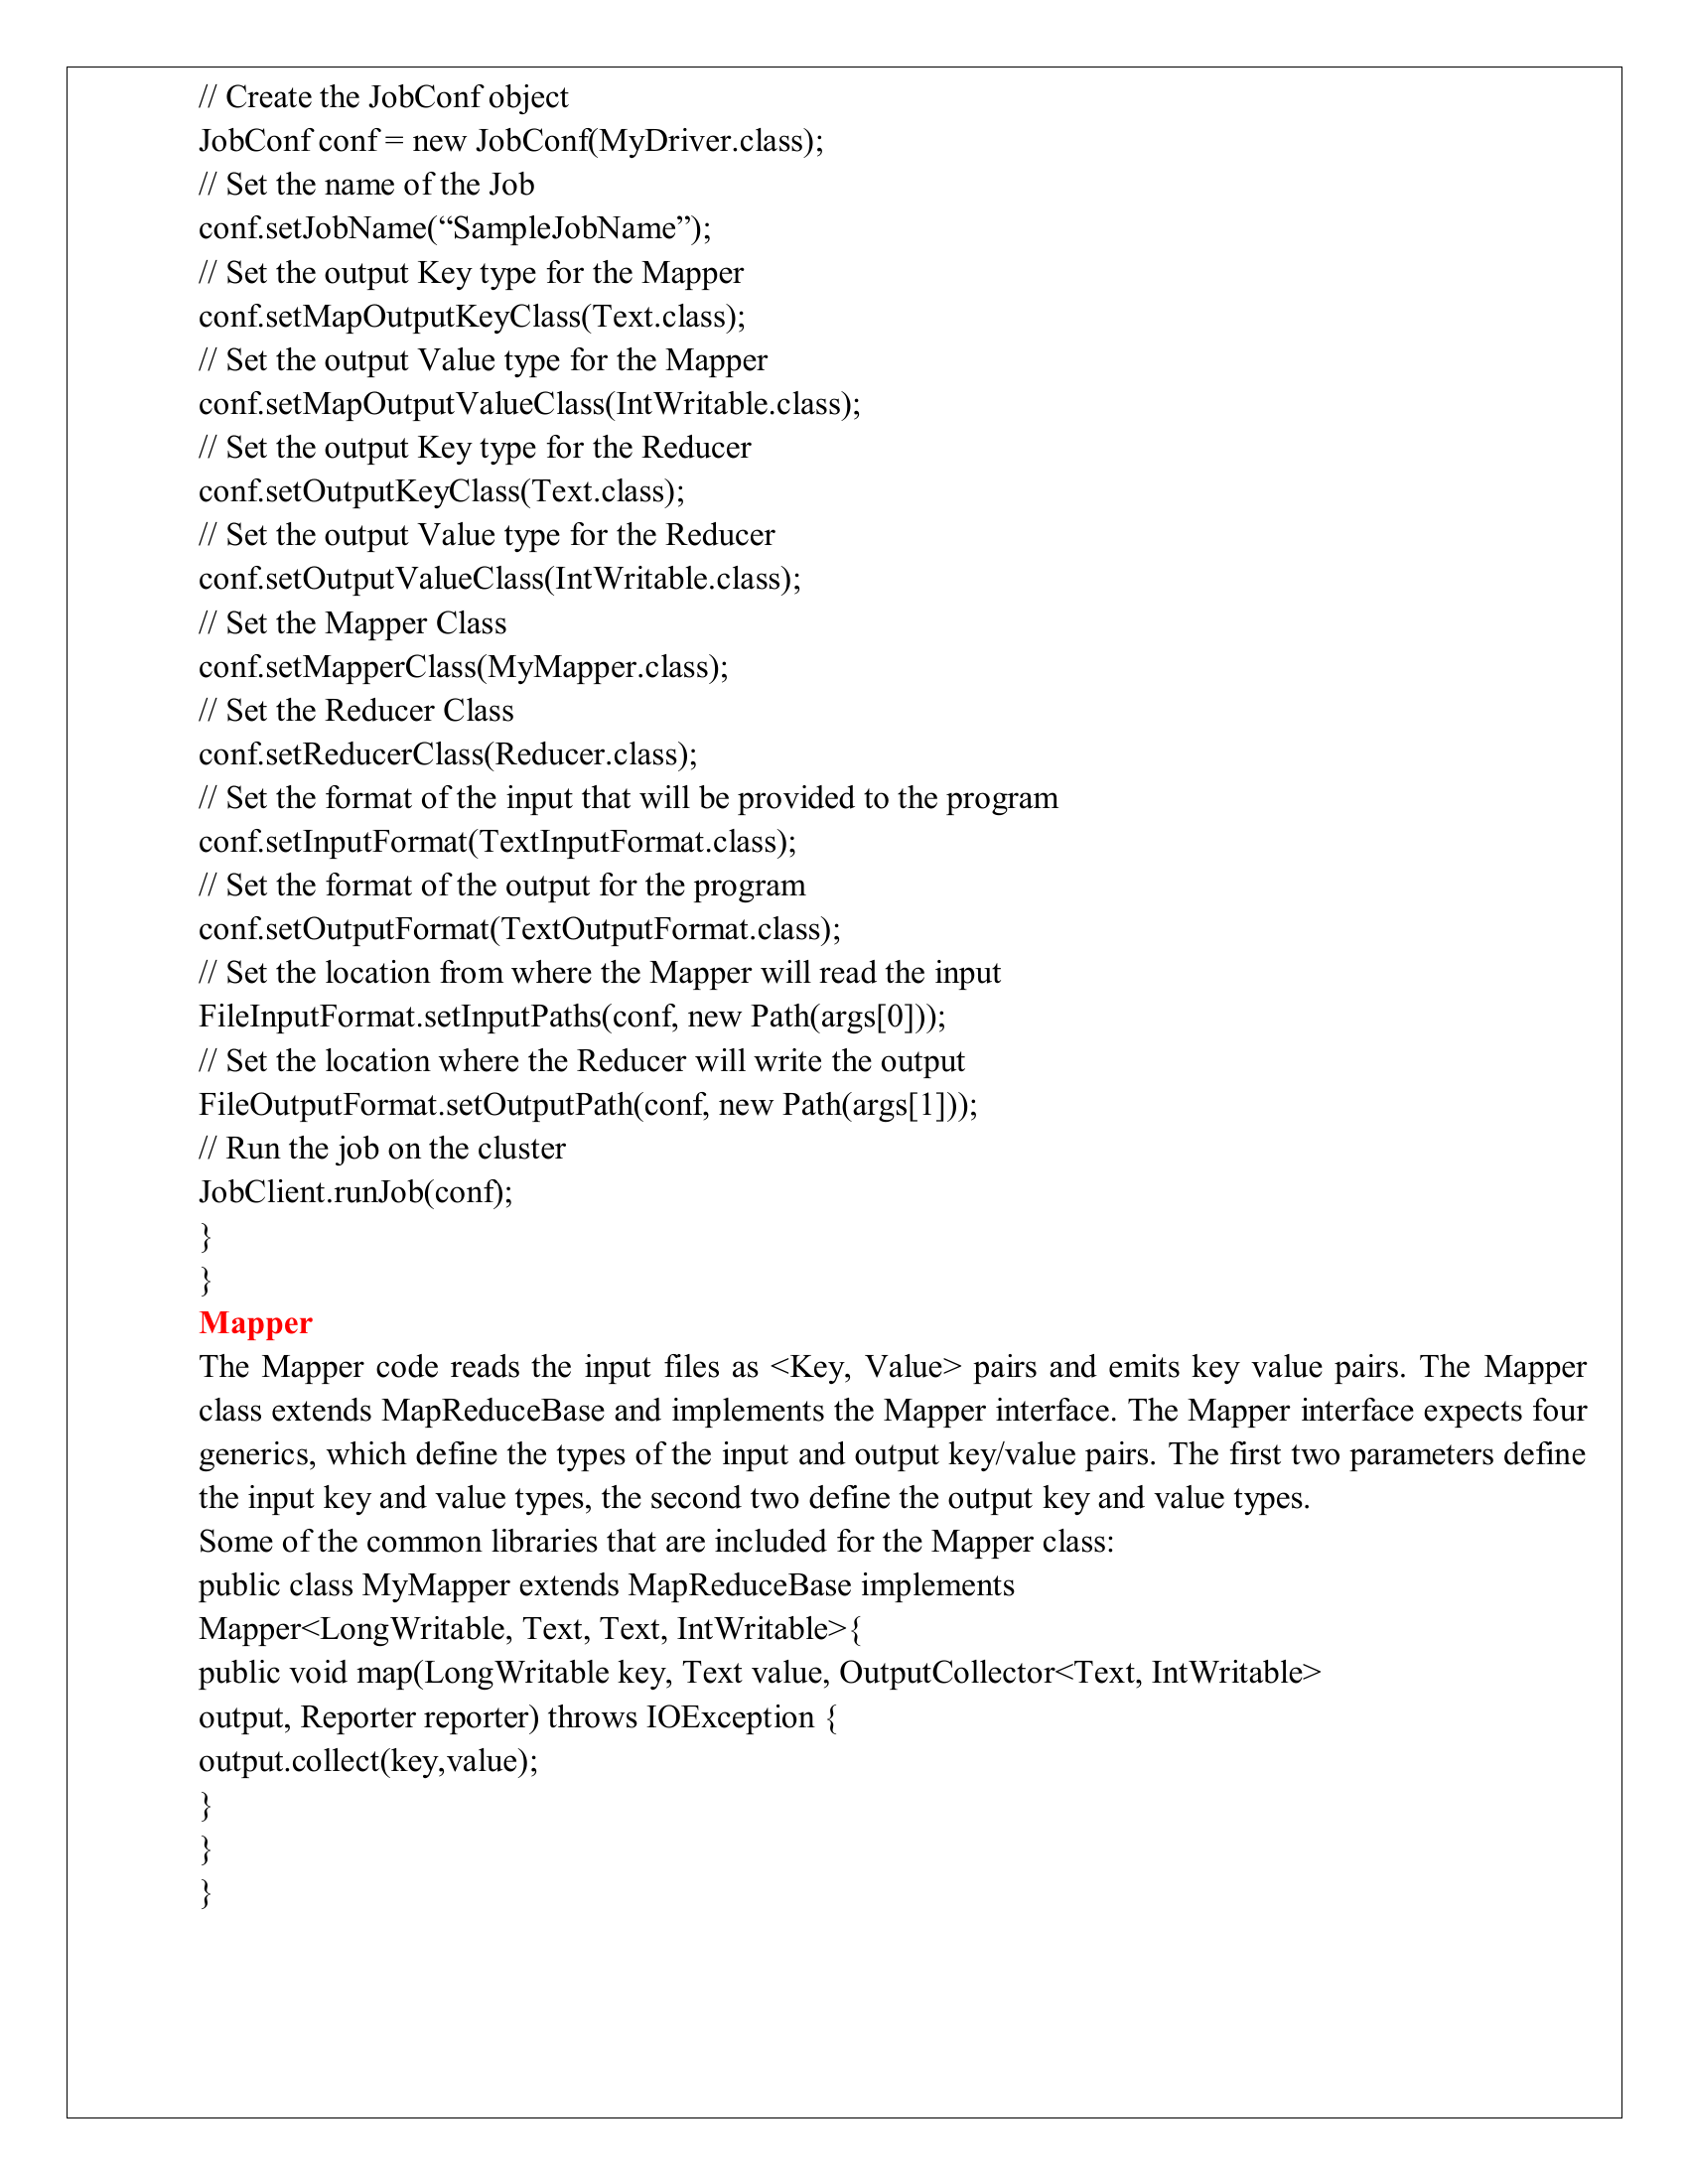 // Create the JobConf object
JobConf conf = new JobConf(MyDriver.class);
// Set the name of the Job
conf.setJobName(“SampleJobName”);
// Set the output Key type for the Mapper
conf.setMapOutputKeyClass(Text.class);
// Set the output Value type for the Mapper
conf.setMapOutputValueClass(IntWritable.class);
// Set the output Key type for the Reducer
conf.setOutputKeyClass(Text.class);
// Set the output Value type for the Reducer
conf.setOutputValueClass(IntWritable.class);
// Set the Mapper Class
conf.setMapperClass(MyMapper.class);
// Set the Reducer Class
conf.setReducerClass(Reducer.class);
// Set the format of the input that will be provided to the program
conf.setInputFormat(TextInputFormat.class);
// Set the format of the output for the program
conf.setOutputFormat(TextOutputFormat.class);
// Set the location from where the Mapper will read the input
FileInputFormat.setInputPaths(conf, new Path(args[0]));
// Set the location where the Reducer will write the output
FileOutputFormat.setOutputPath(conf, new Path(args[1]));
// Run the job on the cluster
JobClient.runJob(conf);
}
}
Mapper
The Mapper code reads the input files as <Key, Value> pairs and emits key value pairs. The Mapper
class extends MapReduceBase and implements the Mapper interface. The Mapper interface expects four
generics, which define the types of the input and output key/value pairs. The first two parameters define
the input key and value types, the second two define the output key and value types.
Some of the common libraries that are included for the Mapper class:
public class MyMapper extends MapReduceBase implements
Mapper<LongWritable, Text, Text, IntWritable>{
public void map(LongWritable key, Text value, OutputCollector<Text, IntWritable>
output, Reporter reporter) throws IOException {
output.collect(key,value);
}
}
}